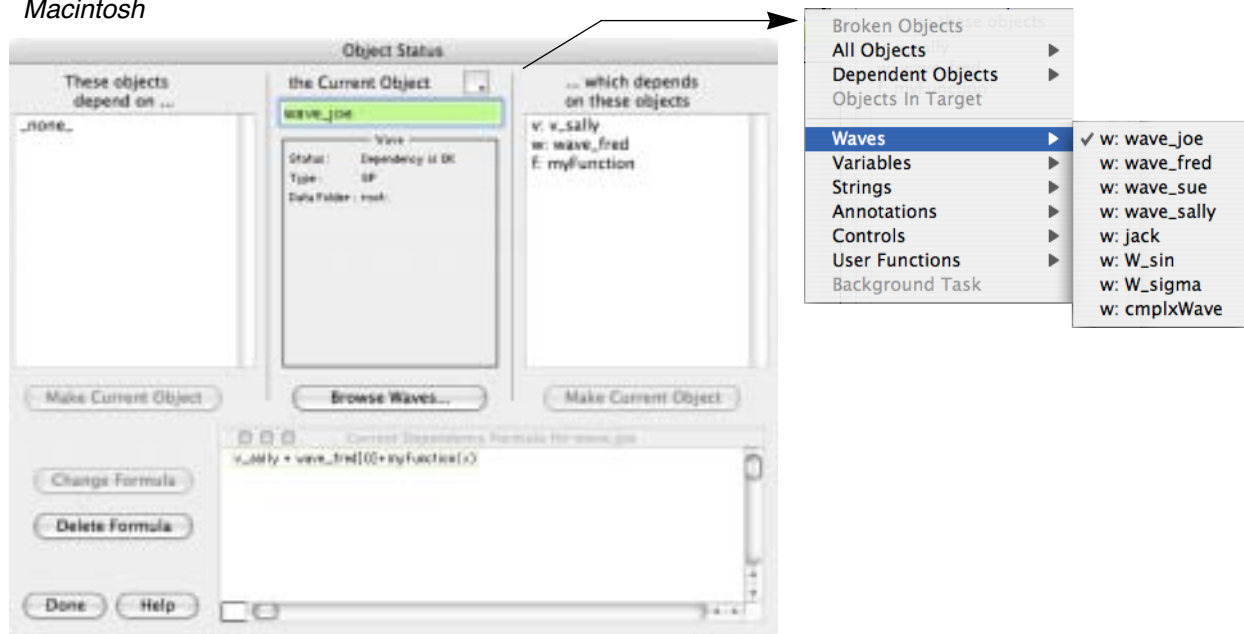 Macintosh
Object Status
These objects
depend on ...
_none_
Make Current Object
the Current Object
wave_joe
Wave
Status: Dependency is OK
Type: SP
Data Folder: root:
Browse Waves...
... which depends
on these objects
v: v_sally
w: wave_fred
f: myFunction
Make Current Object
Current Dependency Formula for wave_joe
v_sally + wave_fred[0]+myFunction(x)
Change Formula
Delete Formula
Done
Help
Broken Objects
All Objects
Dependent Objects
Objects In Target
Waves
Variables
Strings
Annotations
Controls
User Functions
Background Task
✓ w: wave_joe
w: wave_fred
w: wave_sue
w: wave_sally
w: jack
w: W_sin
w: W_sigma
w: cmplxWave